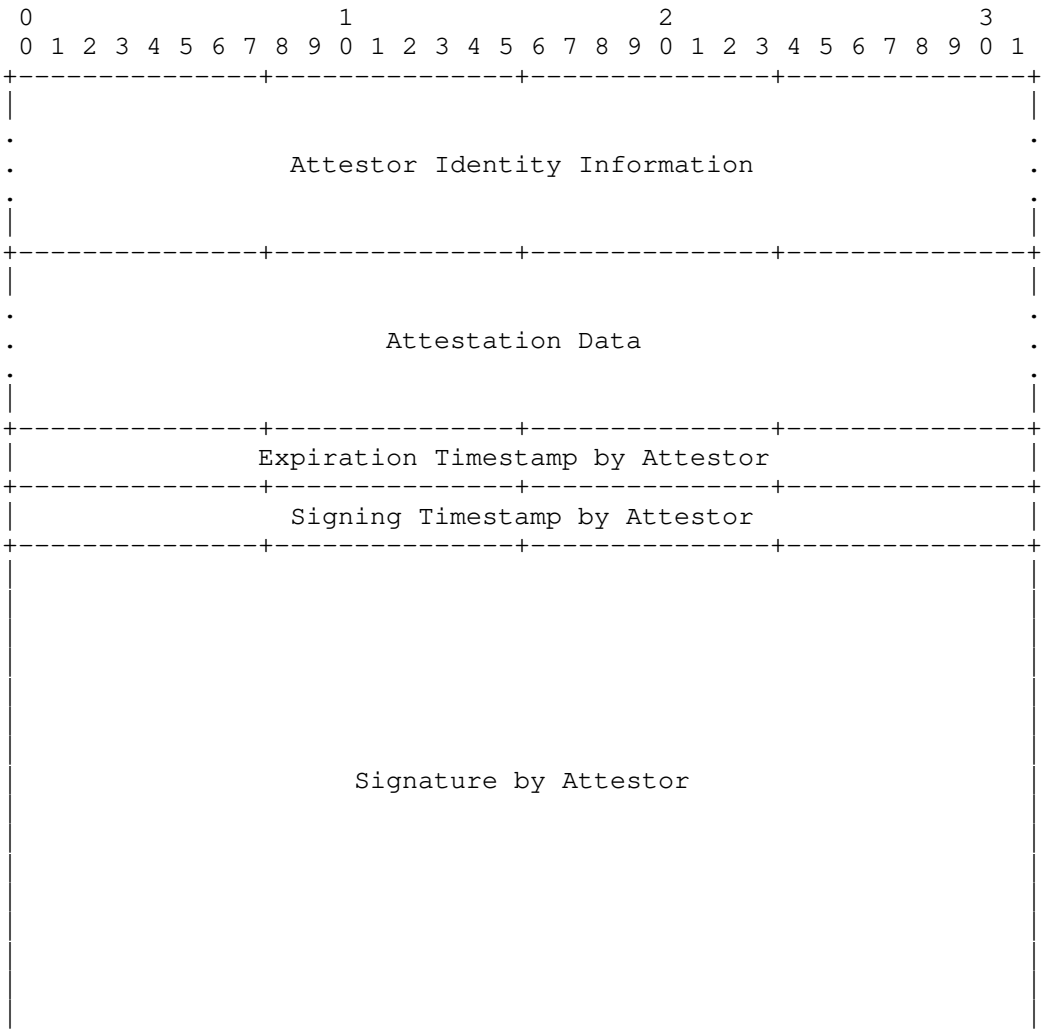 0                   1                   2                   3
0 1 2 3 4 5 6 7 8 9 0 1 2 3 4 5 6 7 8 9 0 1 2 3 4 5 6 7 8 9 0 1
Attestor Identity Information
Attestation Data
Expiration Timestamp by Attestor
Signing Timestamp by Attestor
Signature by Attestor